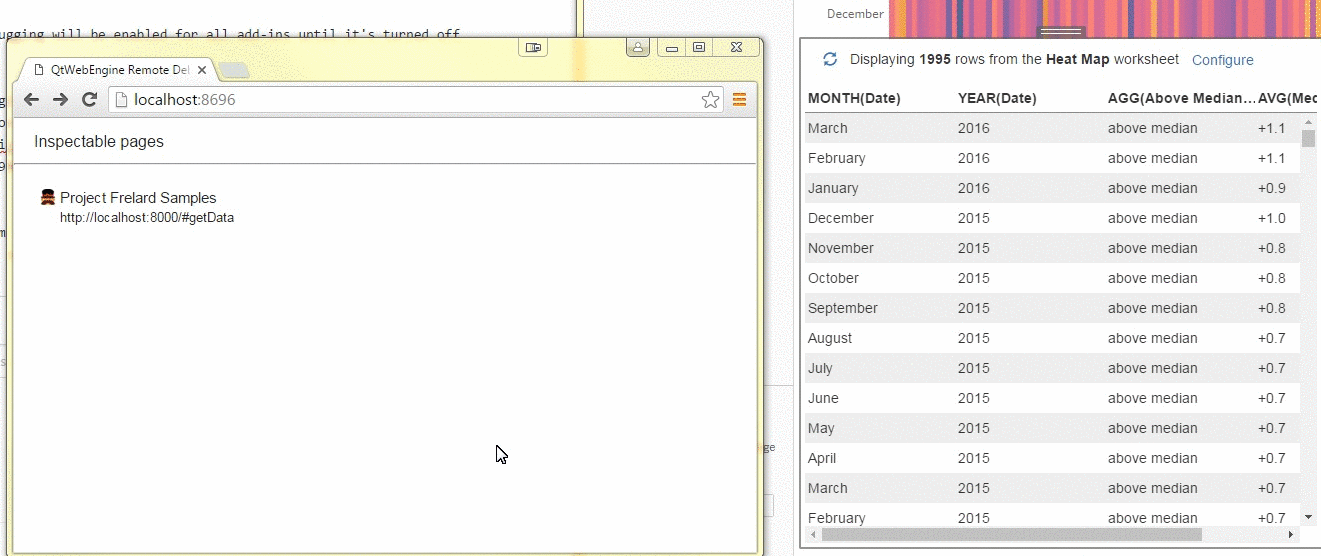 ugging will be enabled for all add-ins until it's turned off
QtWebEngine Remote De
localhost:8696
Inspectable pages
Project Frelard Samples
http://localhost:8000/#getData
December
Displaying 1995 rows from the Heat Map worksheet Configure
MONTH(Date) YEAR(Date) AGG(Above Median... AVG(Med
March 2016 above median +1.1
February 2016 above median +1.1
January 2016 above median +0.9
December 2015 above median +1.0
November 2015 above median +0.8
October 2015 above median +0.8
September 2015 above median +0.8
August 2015 above median +0.7
July 2015 above median +0.7
June 2015 above median +0.7
May 2015 above median +0.7
April 2015 above median +0.7
March 2015 above median +0.7
February 2015 above median +0.7